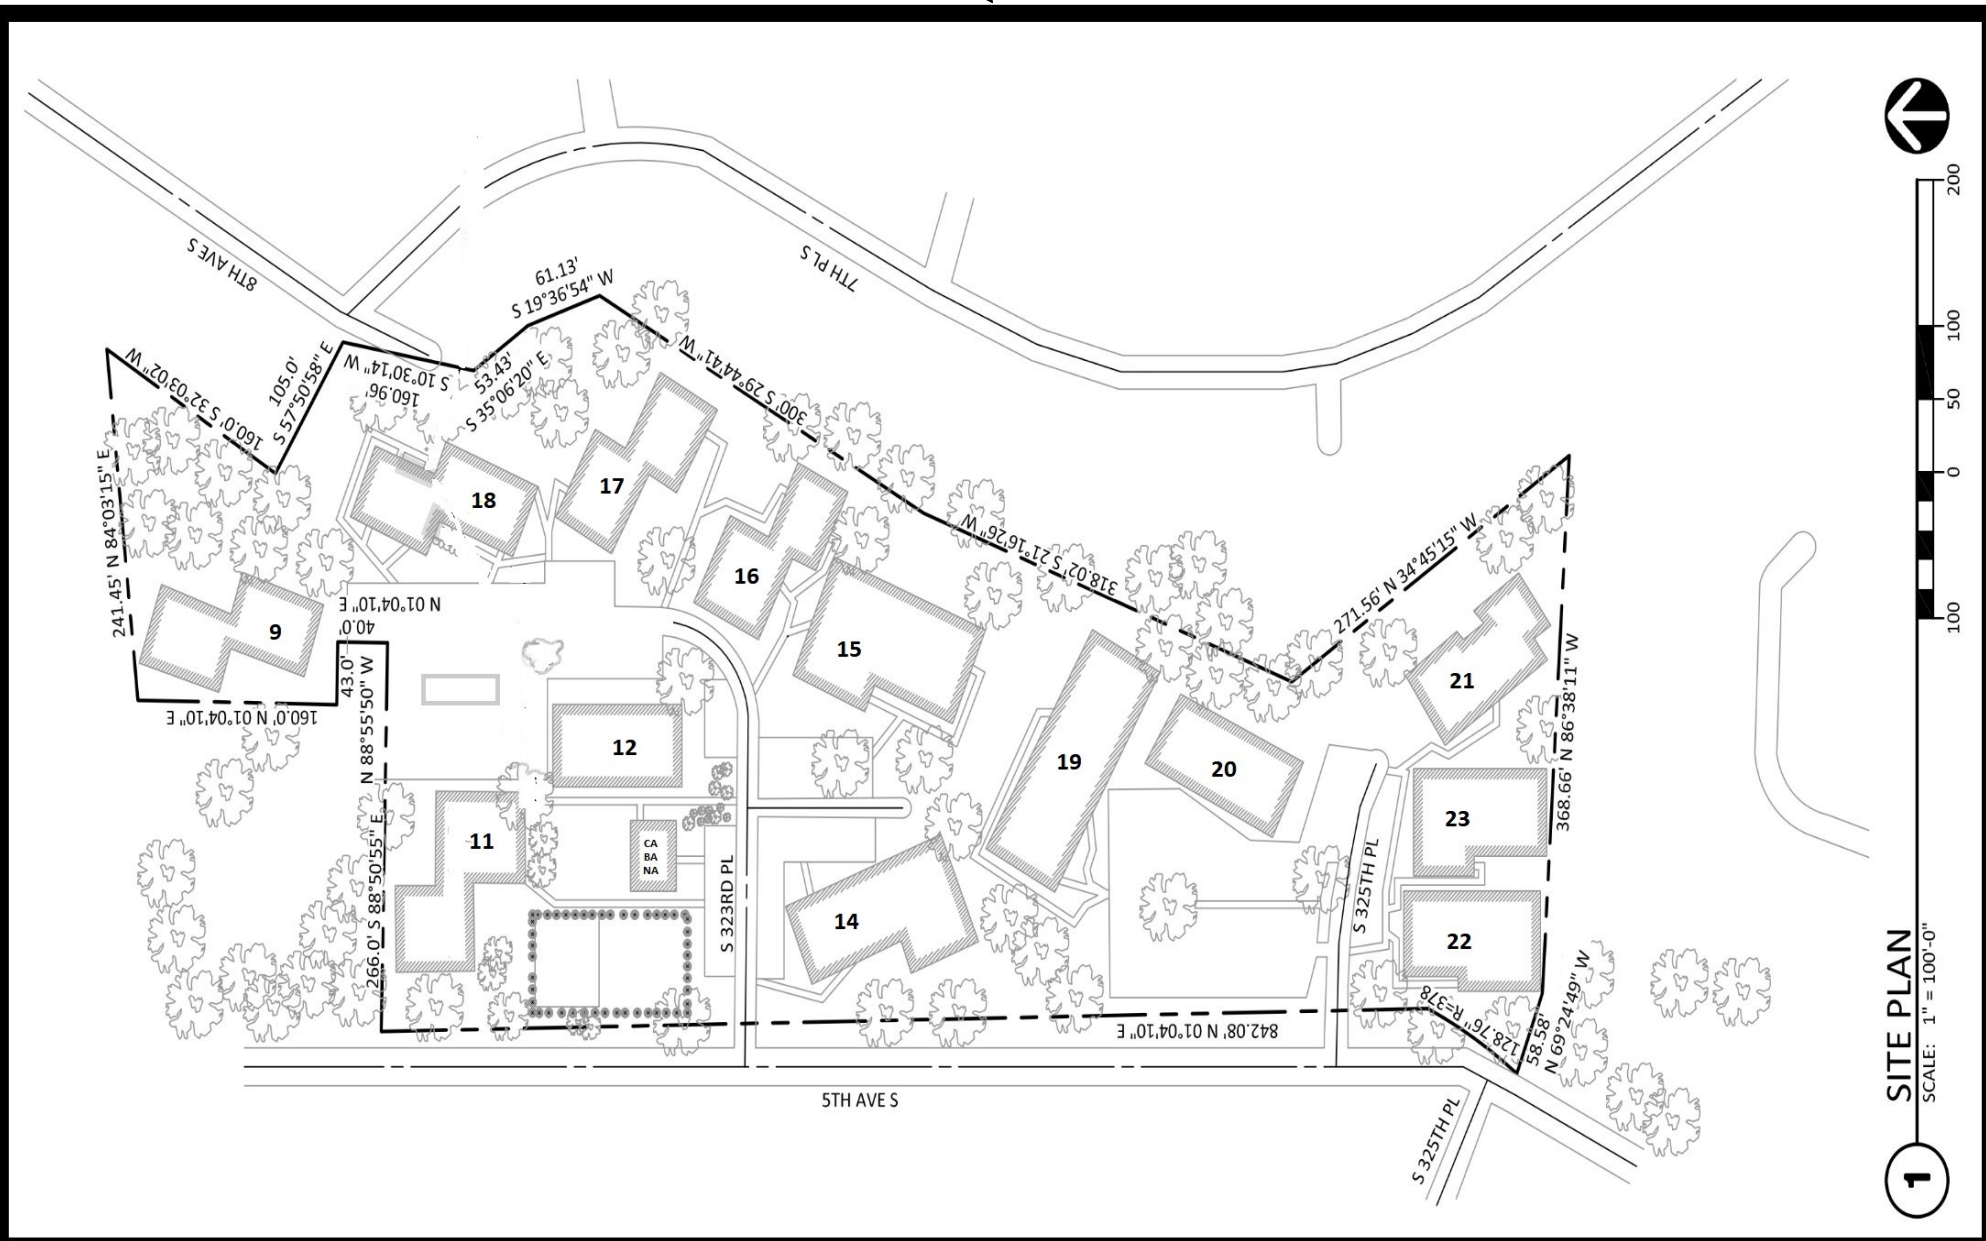 8TH AVE S
7TH PL S
61.13'
S 19°36'54" W
160.0' S 32°03'02" W
105.0'
S 57°50'58" E
S 10°30'14" W
160.96'
53.43'
S 35°06'20" E
300' S 29°44'41" W
318.02' S 21°16'26" W
271.56' N 34°45'15" W
241.45' N 84°03'15" E
N 01°04'10" E
40.0'
43.0'
160.0' N 01°04'10" E
N 88°55'50" W
266.0' S 88°50'55" E
368.66' N 86°38'11" W
842.08' N 01°04'10" E
128.76" R=378
58.58'
N 69°24'49" W
18
17
16
9
15
12
11
CA
BA
NA
14
19
20
21
23
22
S 323RD PL
S 325TH PL
5TH AVE S
S 325TH PL
200
100
50
0
100
SITE PLAN
SCALE: 1" = 100'-0"
1